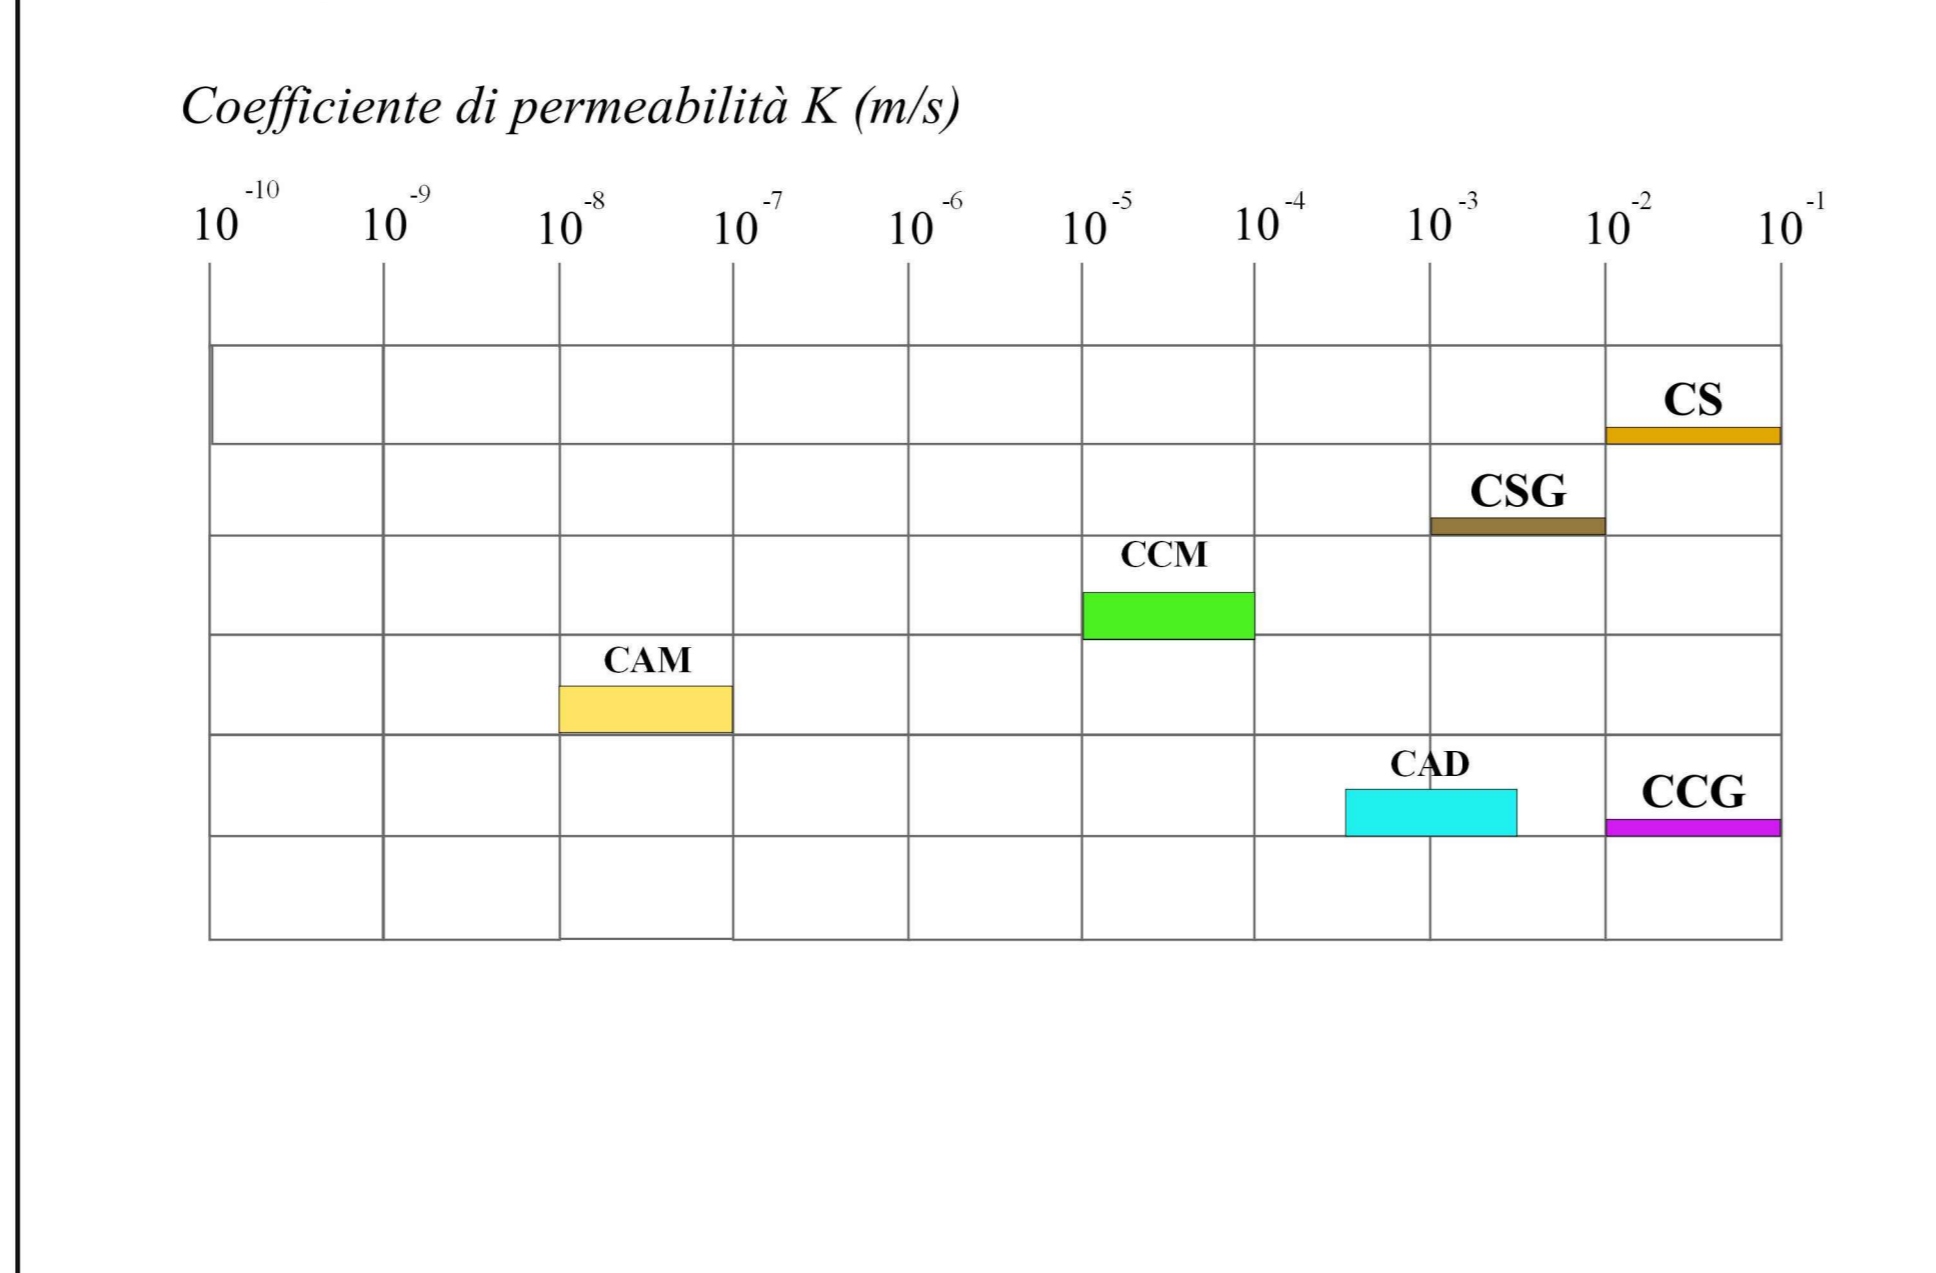 Coefficiente di permeabilità K (m/s)
10⁻¹⁰ 10⁻⁹ 10⁻⁸ 10⁻⁷ 10⁻⁶ 10⁻⁵ 10⁻⁴ 10⁻³ 10⁻² 10⁻¹
CS
CSG
CCM
CAM
CAD
CCG